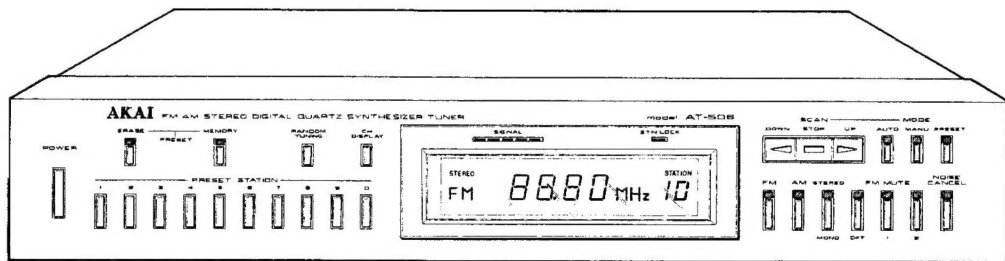 AKAI FM AM STEREO DIGITAL QUARTZ SYNTHESIZER TUNER
model AT-S06
POWER
ERASE MEMORY
PRESET
RANDOM TUNING
CH DISPLAY
PRESET STATION
1 2 3 4 5 6 7 8 9 0
SIGNAL
STN LOCK
STEREO
STATION
FM 88.80 MHz 10
SCAN MODE
DOWN STOP UP AUTO MANU PRESET
FM AM STEREO FM MUTE NOISE CANCEL
MONO OFF 1 2